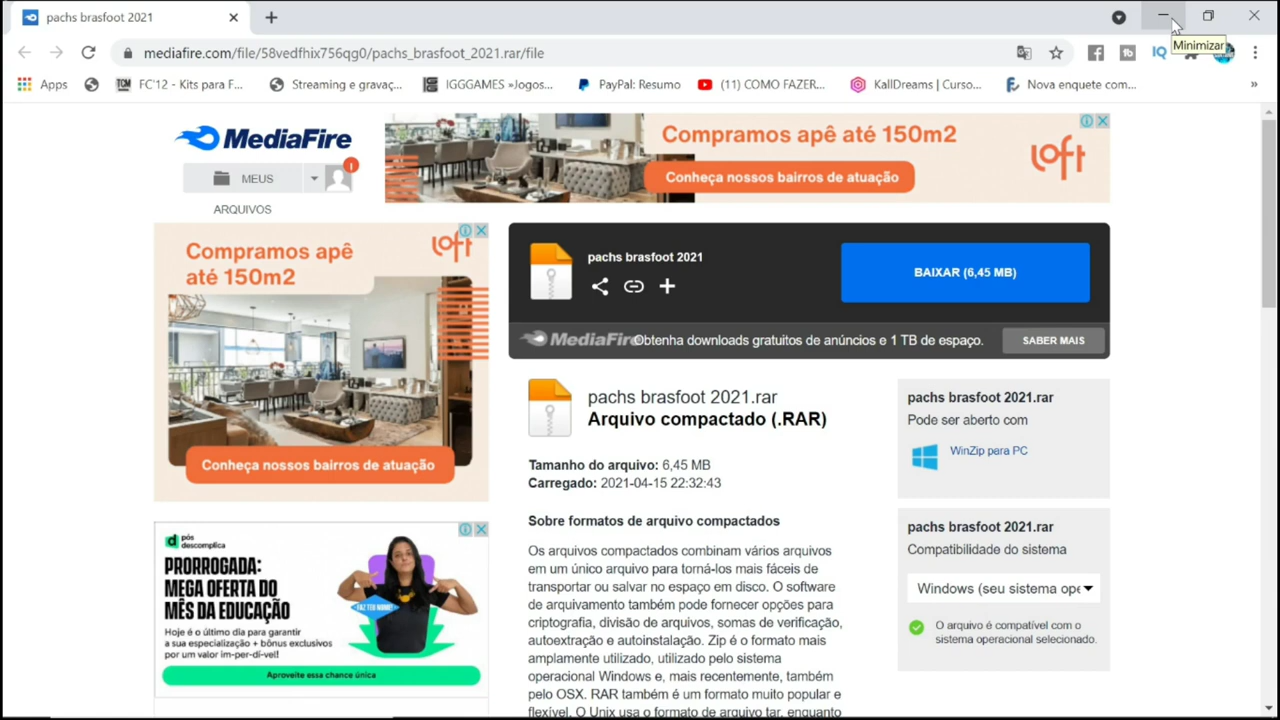 pachs brasfoot 2021
mediafire.com/file/58vedfhix756qg0/pachs_brasfoot_2021.rar/file
Minimizar
Apps
FC'12 - Kits para F...
Streaming e gravaç...
IGGGAMES »Jogos...
PayPal: Resumo
(11) COMO FAZER...
KallDreams | Curso...
Nova enquete com...
»
MediaFire
MEUS
ARQUIVOS
1
Compramos apê até 150m2
Conheça nossos bairros de atuação
loft
Compramos apê
até 150m2
loft
Conheça nossos bairros de atuação
pachs brasfoot 2021
BAIXAR (6,45 MB)
MediaFire
Obtenha downloads gratuitos de anúncios e 1 TB de espaço.
SABER MAIS
pachs brasfoot 2021.rar
Arquivo compactado (.RAR)
Tamanho do arquivo: 6,45 MB
Carregado: 2021-04-15 22:32:43
Sobre formatos de arquivo compactados
Os arquivos compactados combinam vários arquivos
em um único arquivo para torná-los mais fáceis de
transportar ou salvar no espaço em disco. O software
de arquivamento também pode fornecer opções para
criptografia, divisão de arquivos, somas de verificação,
autoextração e autoinstalação. Zip é o formato mais
amplamente utilizado, utilizado pelo sistema
operacional Windows e, mais recentemente, também
pelo OSX. RAR também é um formato muito popular e
flexível. O Unix usa o formato de arquivo tar, enquanto
pachs brasfoot 2021.rar
Pode ser aberto com
WinZip para PC
pachs brasfoot 2021.rar
Compatibilidade do sistema
Windows (seu sistema ope
O arquivo é compatível com o
sistema operacional selecionado.
pós
descomplica
PRORROGADA:
MEGA OFERTA DO
MÊS DA EDUCAÇÃO
Hoje é o último dia para garantir
a sua especialização + bônus exclusivos
por um valor im-per-dí-vel!
Aproveite essa chance única